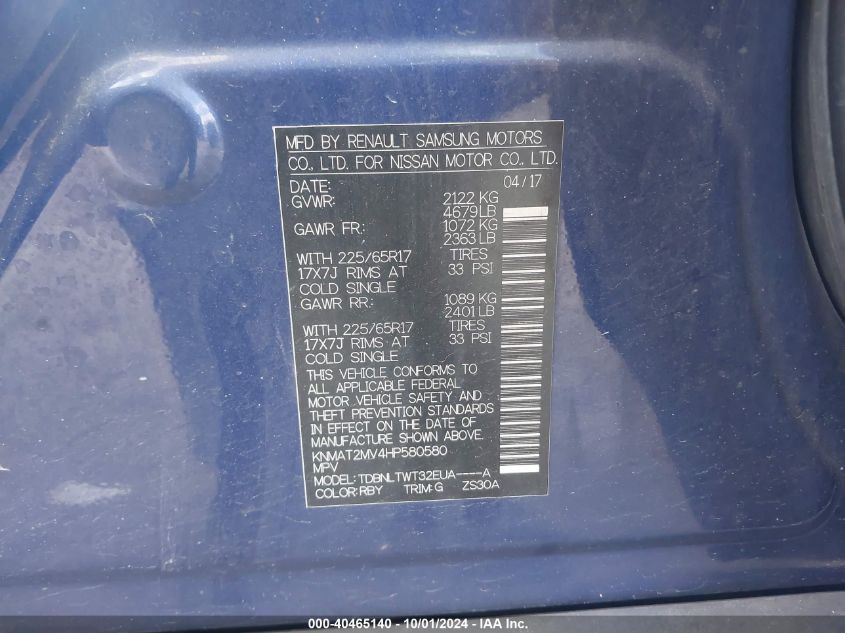 MFD BY RENAULT SAMSUNG MOTORS
CO., LTD. FOR NISSAN MOTOR CO., LTD.
DATE: 04/17
GVWR: 2122 KG
4679LB
GAWR FR: 1072 KG
2363LB
WITH 225/65R17 TIRES
17X7J RIMS AT 33 PSI
COLD SINGLE
GAWR RR: 1089 KG
2401LB
WITH 225/65R17 TIRES
17X7J RIMS AT 33 PSI
COLD SINGLE
THIS VEHICLE CONFORMS TO
ALL APPLICABLE FEDERAL
MOTOR VEHICLE SAFETY AND
THEFT PREVENTION STANDARDS
IN EFFECT ON THE DATE OF
MANUFACTURE SHOWN ABOVE.
KNMAT2MV4HP580580
MPV
MODEL:TDBNLTWT32EUA----A
COLOR:RBY TRIM:G ZS30A
000-40465140 - 10/01/2024 - IAA Inc.